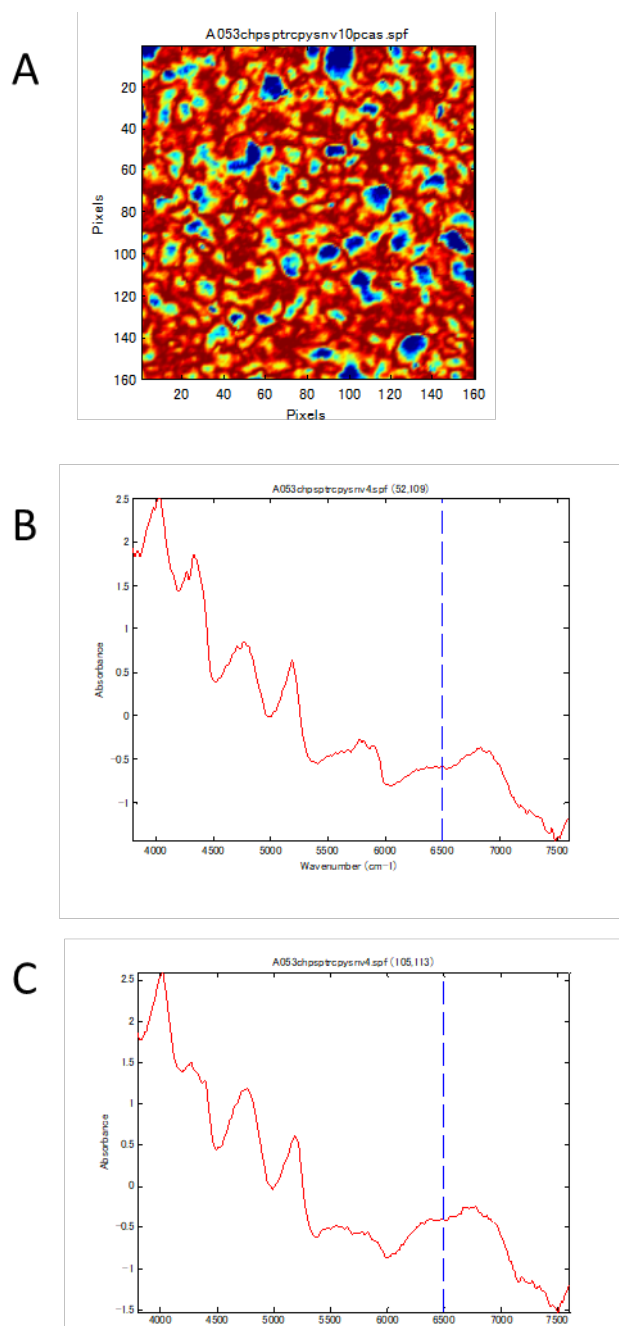 A
A053chpsptrcpysnv10pcas.spf
20
40
60
80
100
120
140
160
Pixels
20 40 60 80 100 120 140 160
Pixels
B
A053chpsptrcpysnv4.spf (52,109)
2.5
2
1.5
1
0.5
0
-0.5
-1
Absorbance
4000 4500 5000 5500 6000 6500 7000 7500
Wavenumber (cm-1)
C
A053chpsptrcpysnv4.spf (105,113)
2.5
2
1.5
1
0.5
0
-0.5
-1
-1.5
Absorbance
4000 4500 5000 5500 6000 6500 7000 7500